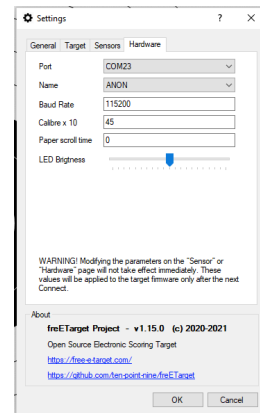 Settings ? ×
General Target Sensors Hardware
Port COM23
Name ANON
Baud Rate 115200
Calibre x 10 45
Paper scroll time 0
LED Brigtness
WARNING! Modifying the parameters on the "Sensor" or
"Hardware" page will not take effect immediately. These
values will be applied to the target firmware only after the next
Connect.
About
freETarget Project - v1.15.0 (c) 2020-2021
Open Source Electronic Scoring Target
https://free-e-target.com/
https://github.com/ten-point-nine/freETarget
OK Cancel